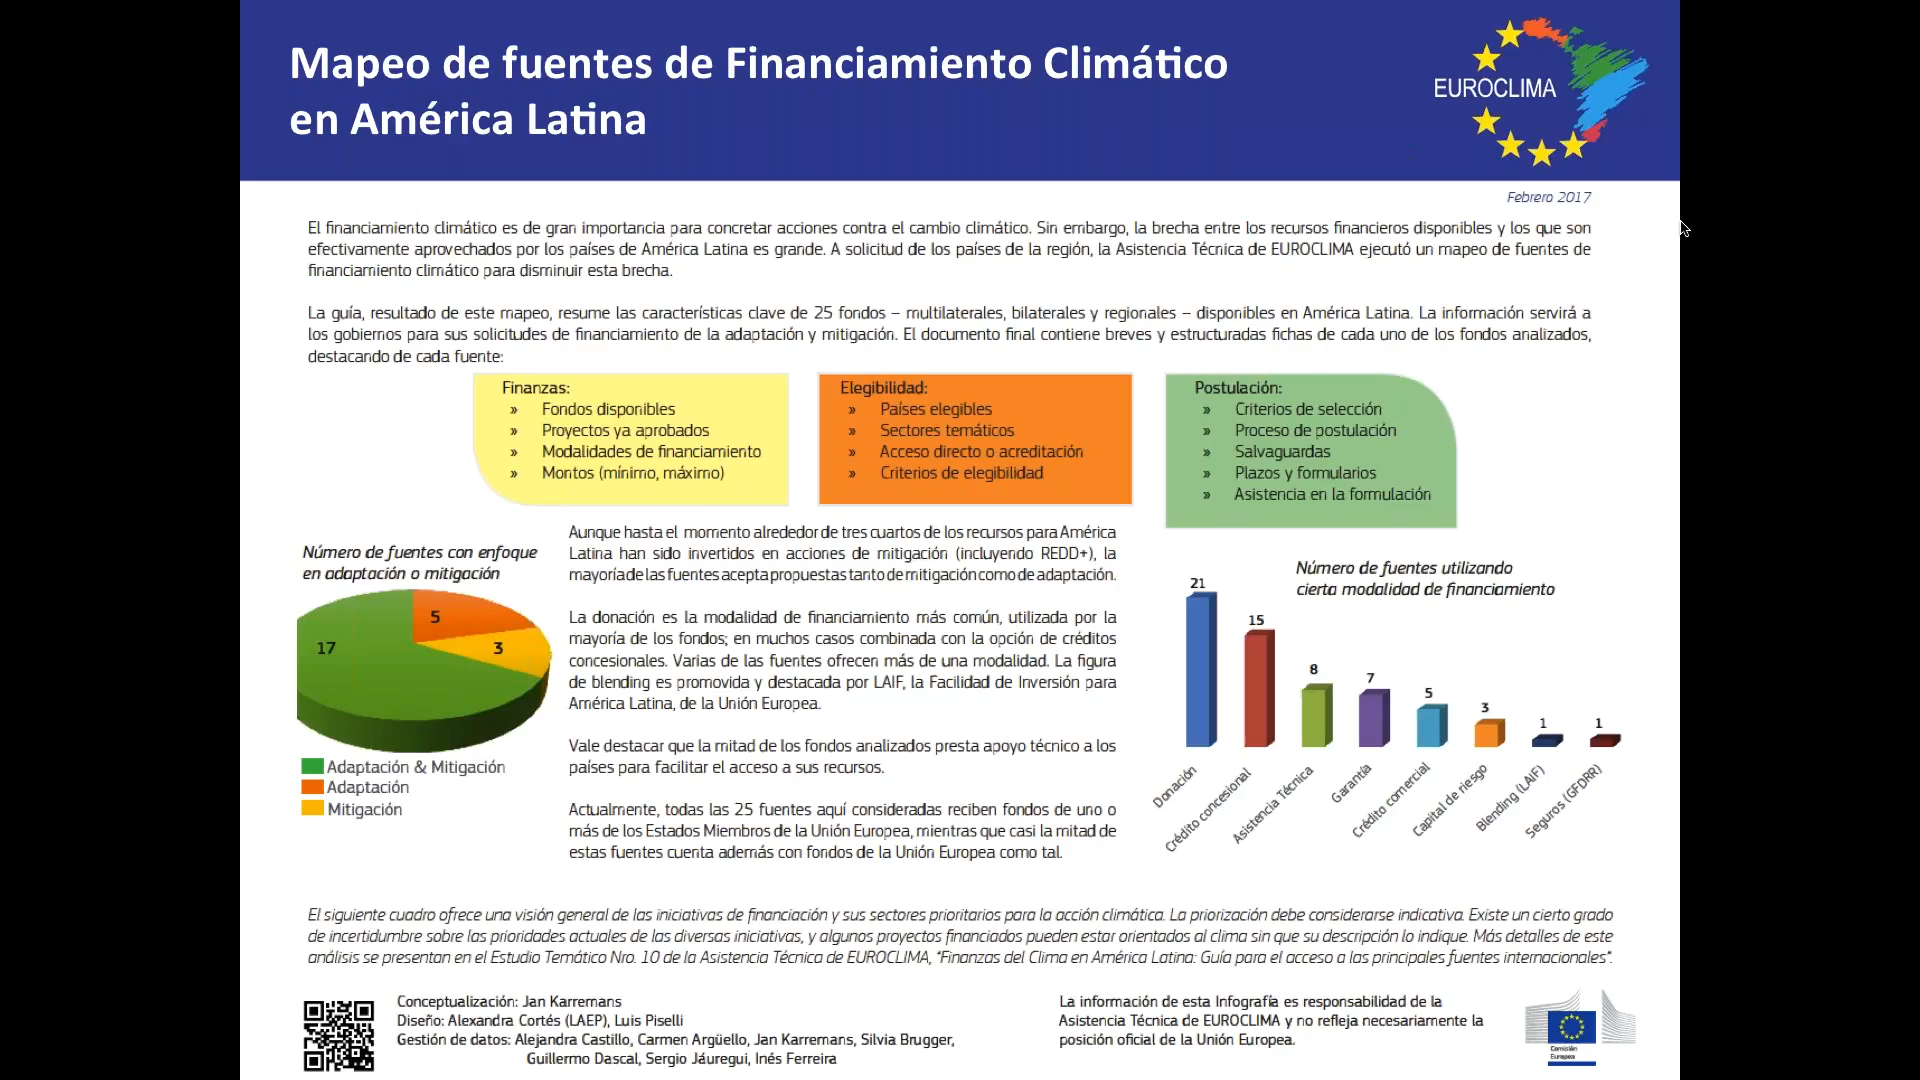 Mapeo de fuentes de Financiamiento Climático
en América Latina
EUROCLIMA
Febrero 2017
El financiamiento climático es de gran importancia para concretar acciones contra el cambio climático. Sin embargo, la brecha entre los recursos financieros disponibles y los que son
efectivamente aprovechados por los países de América Latina es grande. A solicitud de los países de la región, la Asistencia Técnica de EUROCLIMA ejecutó un mapeo de fuentes de
financiamiento climático para disminuir esta brecha.
La guía, resultado de este mapeo, resume las características clave de 25 fondos – multilaterales, bilaterales y regionales – disponibles en América Latina. La información servirá a
los gobiernos para sus solicitudes de financiamiento de la adaptación y mitigación. El documento final contiene breves y estructuradas fichas de cada uno de los fondos analizados,
destacando de cada fuente:
Finanzas:
» Fondos disponibles
» Proyectos ya aprobados
» Modalidades de financiamiento
» Montos (mínimo, máximo)
Elegibilidad:
» Países elegibles
» Sectores temáticos
» Acceso directo o acreditación
» Criterios de elegibilidad
Postulación:
» Criterios de selección
» Proceso de postulación
» Salvaguardas
» Plazos y formularios
» Asistencia en la formulación
Número de fuentes con enfoque
en adaptación o mitigación
5
17
3
Adaptación & Mitigación
Adaptación
Mitigación
Aunque hasta el momento alrededor de tres cuartos de los recursos para América
Latina han sido invertidos en acciones de mitigación (incluyendo REDD+), la
mayoría de las fuentes acepta propuestas tanto de mitigación como de adaptación.
La donación es la modalidad de financiamiento más común, utilizada por la
mayoría de los fondos; en muchos casos combinada con la opción de créditos
concesionales. Varias de las fuentes ofrecen más de una modalidad. La figura
de blending es promovida y destacada por LAIF, la Facilidad de Inversión para
América Latina, de la Unión Europea.
Vale destacar que la mitad de los fondos analizados presta apoyo técnico a los
países para facilitar el acceso a sus recursos.
Actualmente, todas las 25 fuentes aquí consideradas reciben fondos de uno o
más de los Estados Miembros de la Unión Europea, mientras que casi la mitad de
estas fuentes cuenta además con fondos de la Unión Europea como tal.
Número de fuentes utilizando
cierta modalidad de financiamiento
21
15
8
7
5
3
1
1
Donación
Crédito concesional
Asistencia Técnica
Garantía
Crédito comercial
Capital de riesgo
Blending (LAIF)
Seguros (GFDRR)
El siguiente cuadro ofrece una visión general de las iniciativas de financiación y sus sectores prioritarios para la acción climática. La priorización debe considerarse indicativa. Existe un cierto grado
de incertidumbre sobre las prioridades actuales de las diversas iniciativas, y algunos proyectos financiados pueden estar orientados al clima sin que su descripción lo indique. Más detalles de este
análisis se presentan en el Estudio Temático Nro. 10 de la Asistencia Técnica de EUROCLIMA, "Finanzas del Clima en América Latina: Guía para el acceso a las principales fuentes internacionales".
Conceptualización: Jan Karremans
Diseño: Alexandra Cortés (LAEP), Luis Piselli
Gestión de datos: Alejandra Castillo, Carmen Argüello, Jan Karremans, Silvia Brugger,
Guillermo Dascal, Sergio Jáuregui, Inés Ferreira
La información de esta Infografía es responsabilidad de la
Asistencia Técnica de EUROCLIMA y no refleja necesariamente la
posición oficial de la Unión Europea.
Comisión
Europea